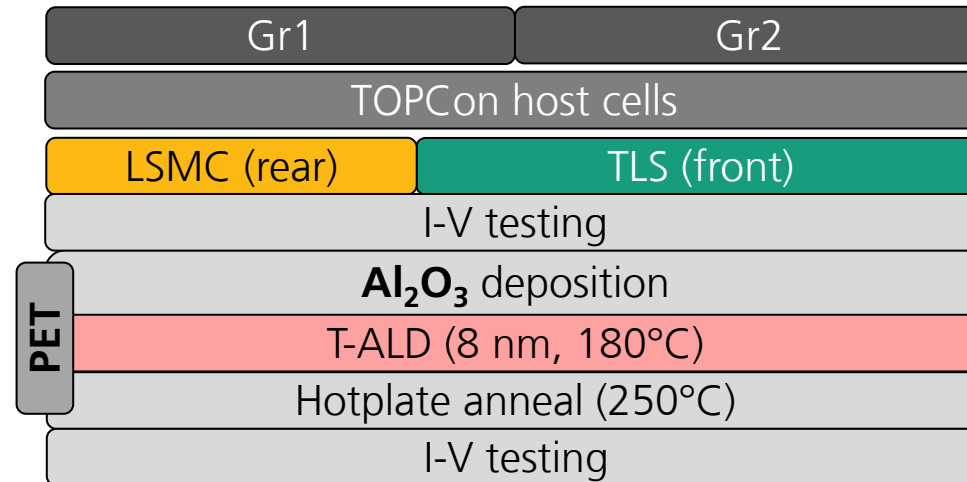 Gr1 Gr2
TOPCon host cells
LSMC (rear) TLS (front)
I-V testing
Al₂O₃ deposition
PET
T-ALD (8 nm, 180°C)
Hotplate anneal (250°C)
I-V testing